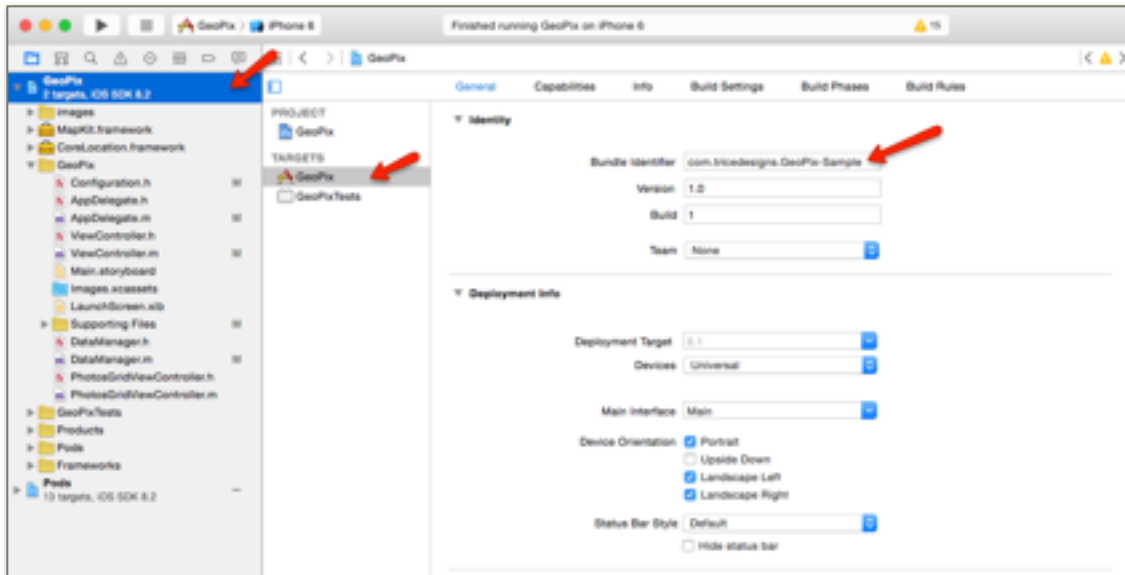 GeoPix
iPhone 6
Finished running GeoPix on iPhone 6
15
GeoPix
GeoPix
2 targets, iOS SDK 8.2
images
MapKit.framework
CoreLocation.framework
GeoPix
Configuration.h
M
AppDelegate.h
AppDelegate.m
M
ViewController.h
ViewController.m
M
Main.storyboard
Images.xcassets
LaunchScreen.xib
Supporting Files
M
DataManager.h
DataManager.m
M
PhotosGridViewController.h
PhotosGridViewController.m
GeoPixTests
Products
Pods
Frameworks
Pods
13 targets, iOS SDK 8.2
PROJECT
GeoPix
TARGETS
GeoPix
GeoPixTests
General
Capabilities
Info
Build Settings
Build Phases
Build Rules
Identity
Bundle Identifier
com.tricedesigns.GeoPix-Sample
Version
1.0
Build
1
Team
None
Deployment Info
Deployment Target
8.1
Devices
Universal
Main Interface
Main
Device Orientation
Portrait
Upside Down
Landscape Left
Landscape Right
Status Bar Style
Default
Hide status bar